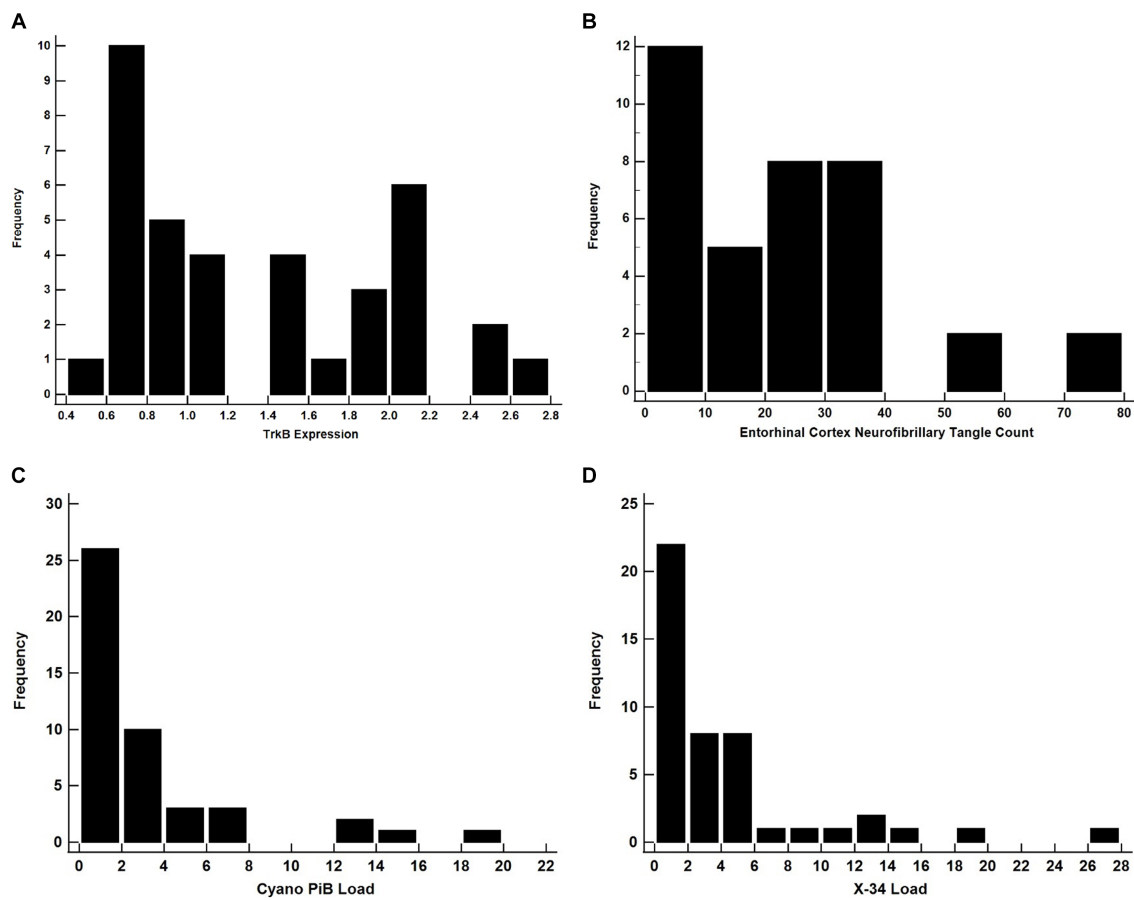 A
Frequency
10
9
8
7
6
5
4
3
2
1
0
0.4 0.6 0.8 1.0 1.2 1.4 1.6 1.8 2.0 2.2 2.4 2.6 2.8
TrkB Expression
B
Frequency
12
10
8
6
4
2
0
0 10 20 30 40 50 60 70 80
Entorhinal Cortex Neurofibrillary Tangle Count
C
Frequency
30
25
20
15
10
5
0
0 2 4 6 8 10 12 14 16 18 20 22
Cyano PiB Load
D
Frequency
25
20
15
10
5
0
0 2 4 6 8 10 12 14 16 18 20 22 24 26 28
X-34 Load